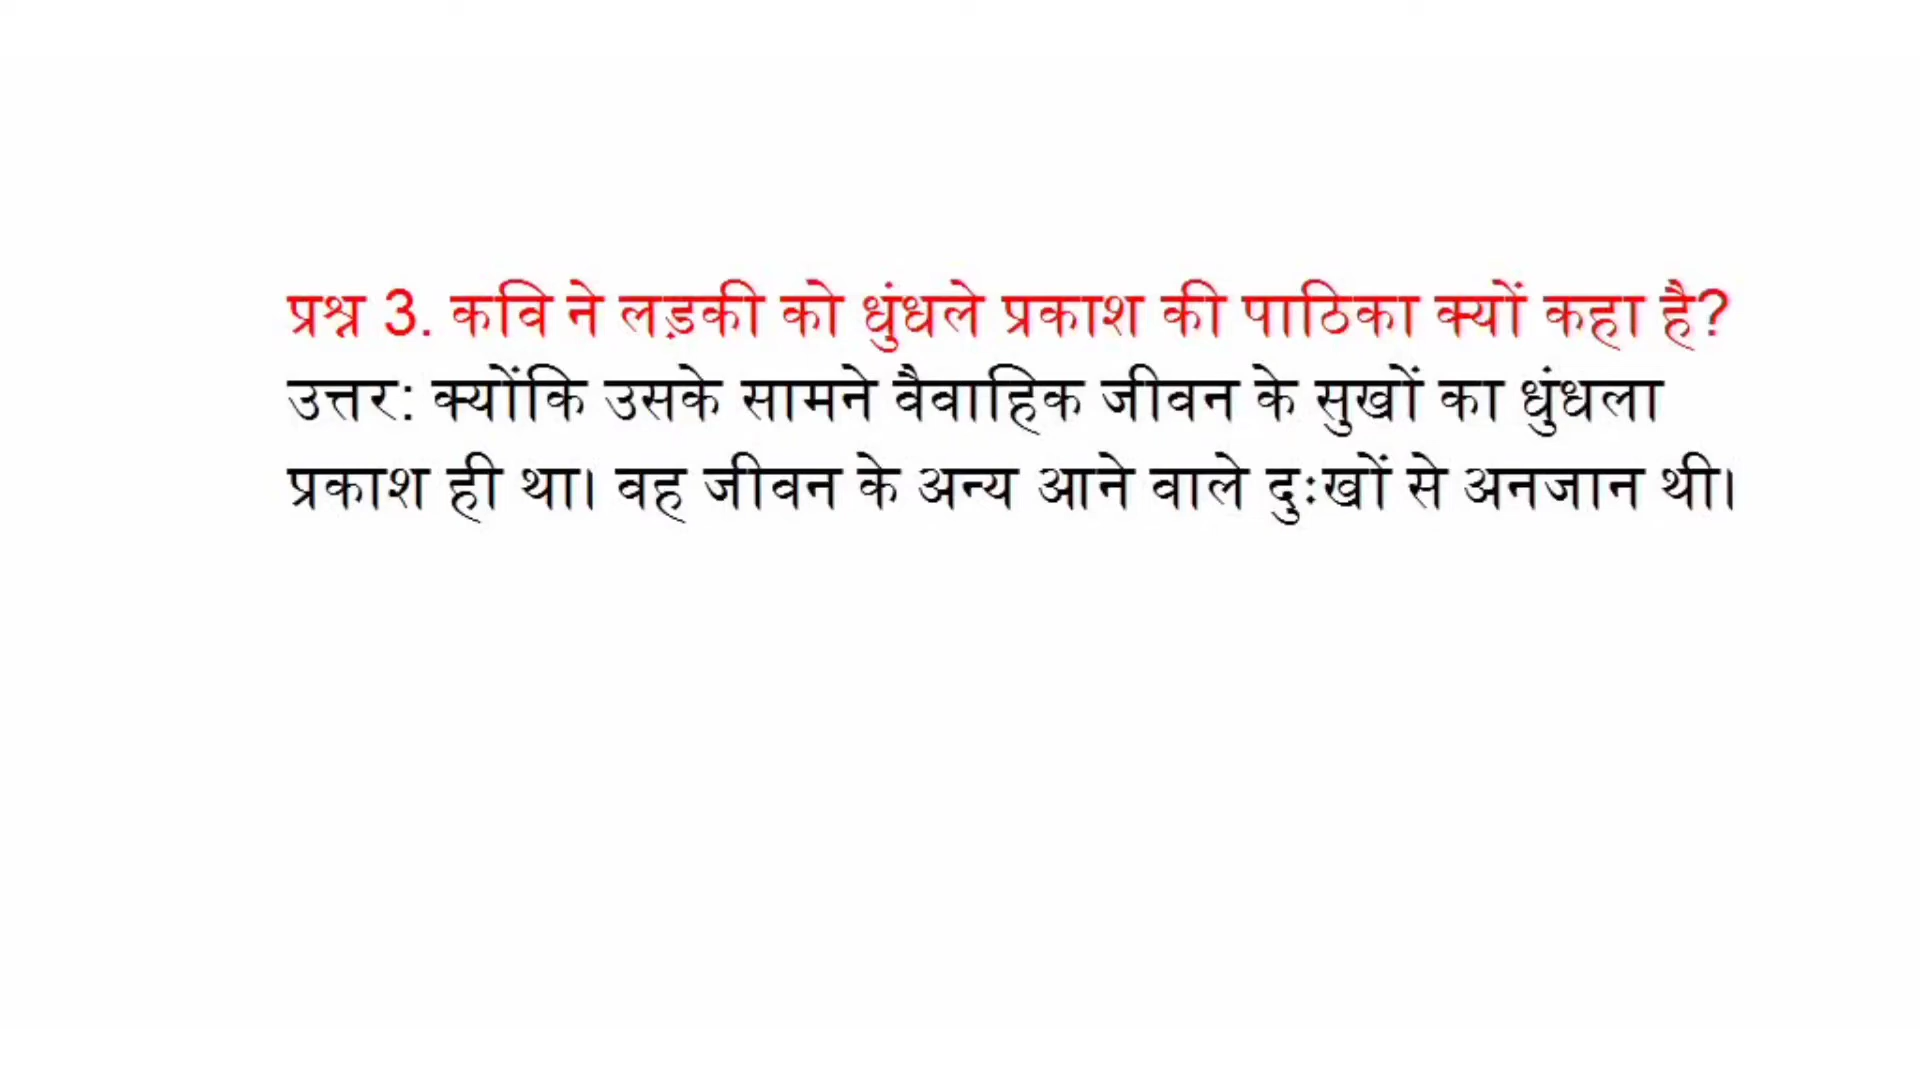 प्रश्न 3. कवि ने लड़की को धुंधले प्रकाश की पाठिका क्यों कहा है?
उत्तर: क्योंकि उसके सामने वैवाहिक जीवन के सुखों का धुंधला
प्रकाश ही था। वह जीवन के अन्य आने वाले दुःखों से अनजान थी।